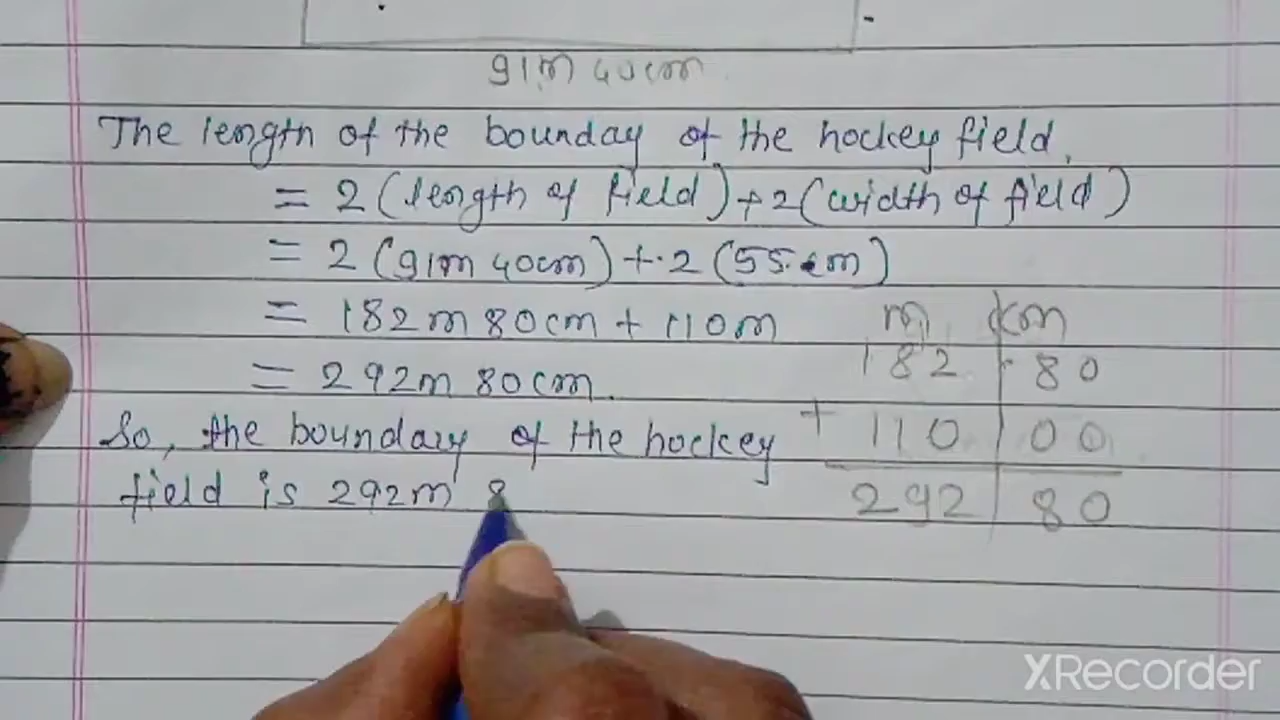 91m 40cm
The length of the bounday of the hockey field.
= 2 (length of field) + 2 (width of field)
= 2 (91m 40cm) + 2 (55 cm)
= 182m 80cm + 110m
= 292m 80cm.
So, the boundary of the hockey
field is 292m 8
m cm
182 80
+ 110 00
292 80
XRecorder